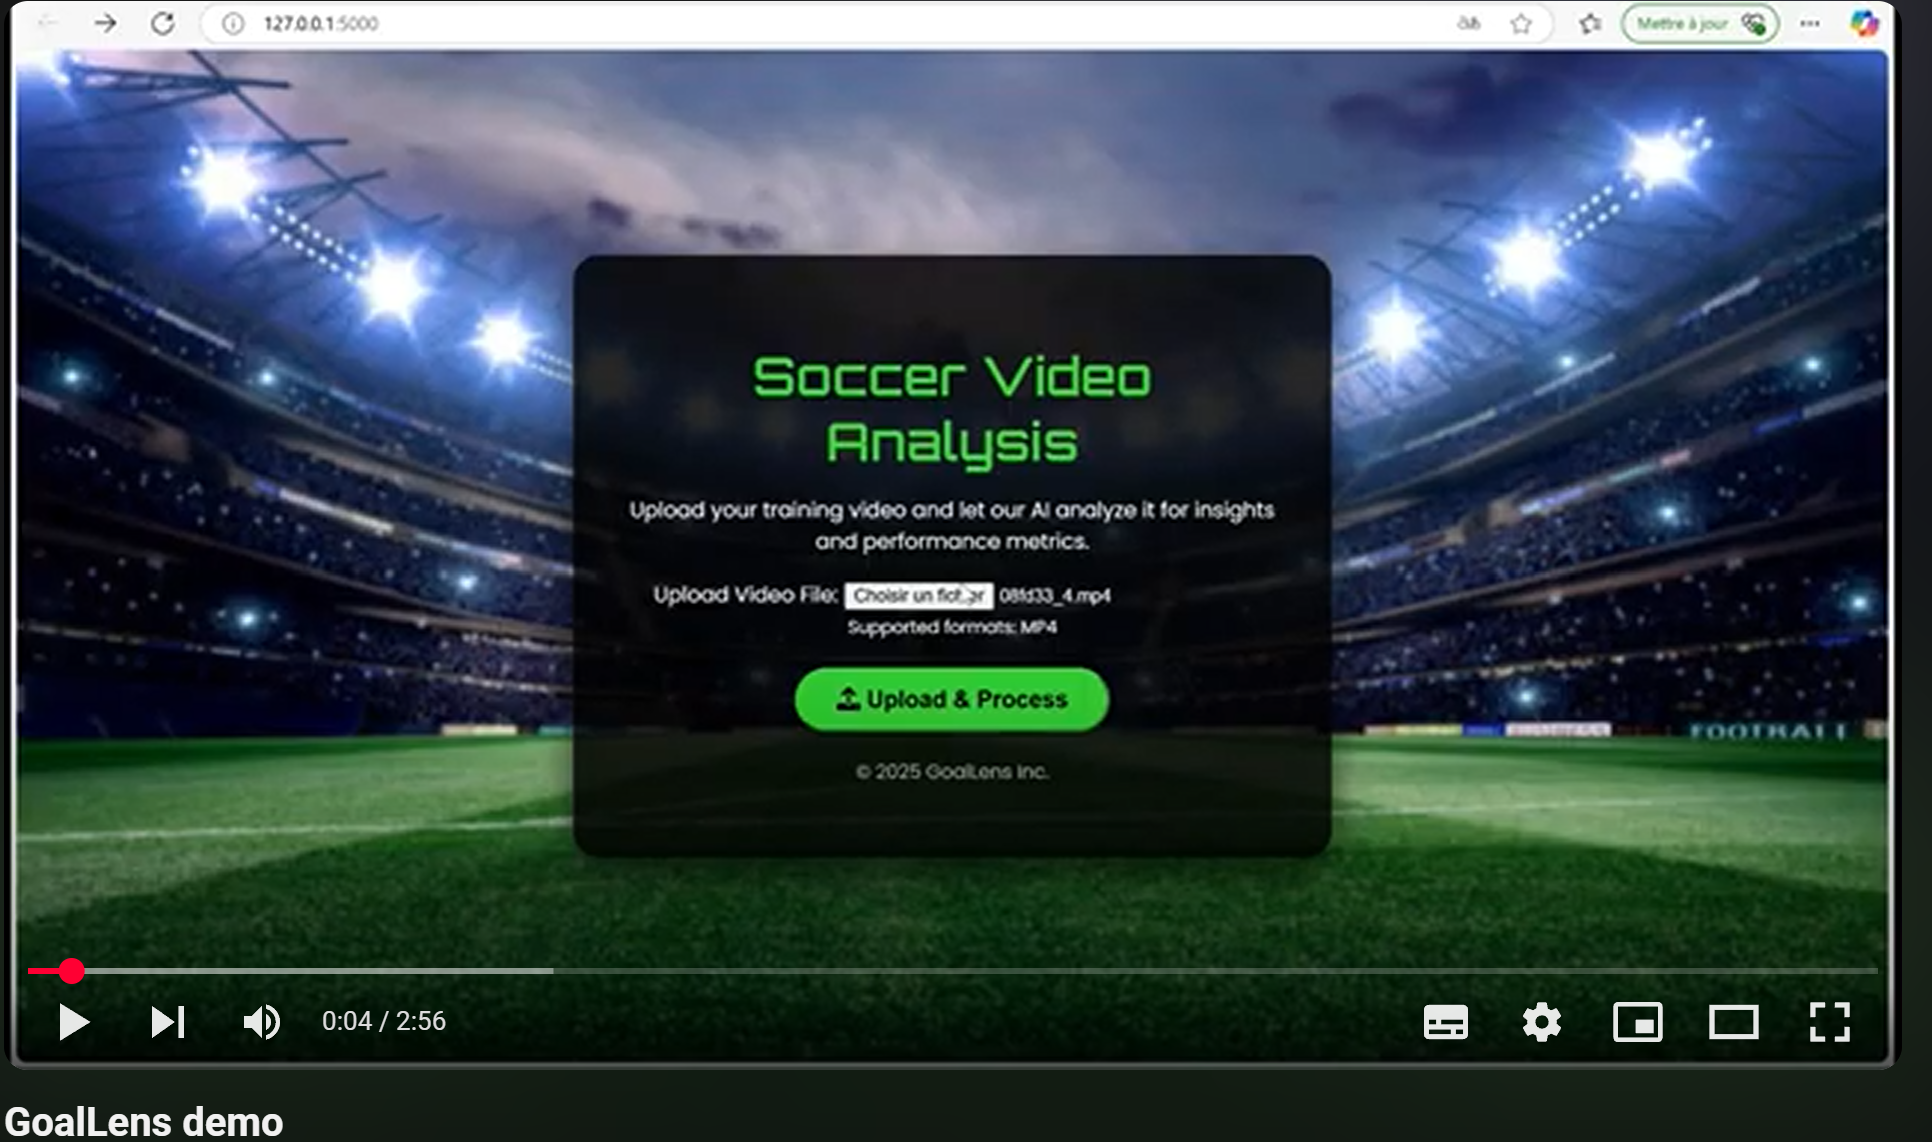 127.0.0.1:5000
Mettre à jour
Soccer Video
Analysis
Upload your training video and let our AI analyze it for insights
and performance metrics.
Upload Video File: Choisir un fichier 08fd33_4.mp4
Supported formats: MP4
Upload & Process
© 2025 GoalLens Inc.
FOOTBALL
0:04 / 2:56
GoalLens demo